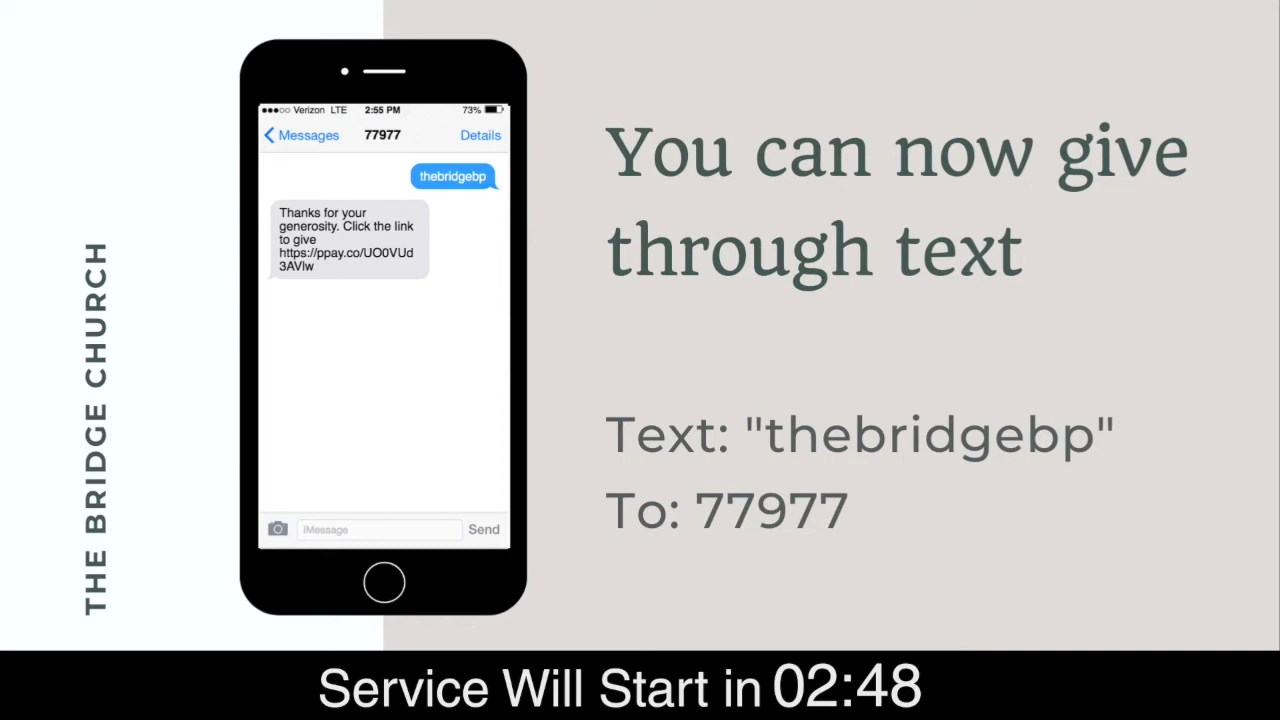 THE BRIDGE CHURCH
Verizon LTE 2:55 PM 73%
Messages 77977 Details
thebridgebp
Thanks for your
generosity. Click the link
to give
https://ppay.co/UO0VUd
3AVlw
iMessage Send
You can now give
through text
Text: "thebridgebp"
To: 77977
Service Will Start in 02:48